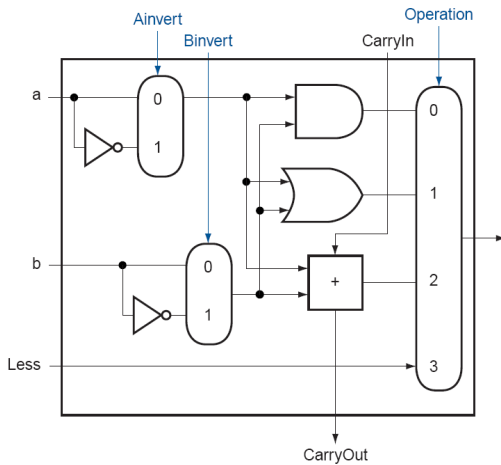 Ainvert
Operation
Binvert
CarryIn
a
0
1
0
1
b
0
1
+
2
Less
3
CarryOut